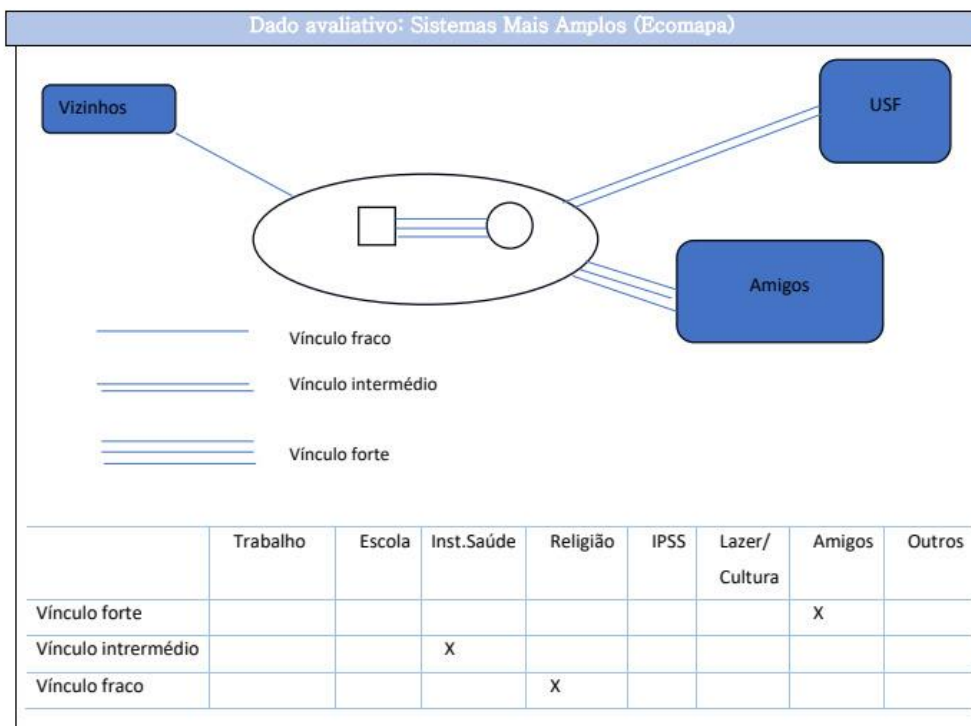 Dado avaliativo: Sistemas Mais Amplos (Ecomapa)
Vizinhos
USF
Amigos
Vínculo fraco
Vínculo intermédio
Vínculo forte
Trabalho Escola Inst.Saúde Religião IPSS Lazer/ Amigos Outros
Cultura
Vínculo forte X
Vínculo intrermédio X
Vínculo fraco X